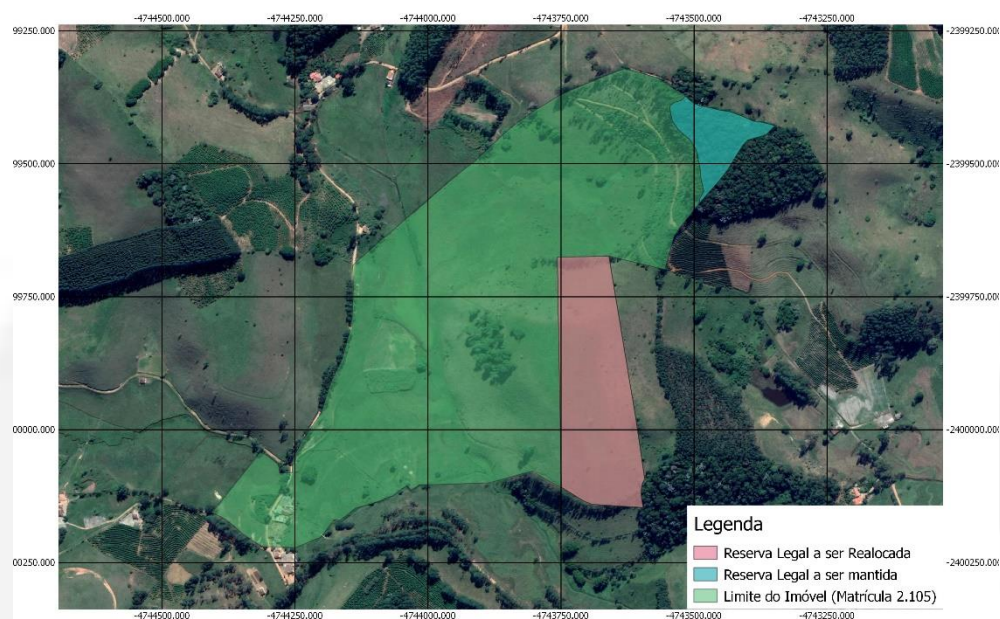 -4744500.000 -4744250.000 -4744000.000 -4743750.000 -4743500.000 -4743250.000
99250.000 -2399250.000
99500.000 -2399500.000
99750.000 -2399750.000
00000.000 -2400000.000
00250.000 -2400250.000
Legenda
Reserva Legal a ser Realocada
Reserva Legal a ser mantida
Limite do Imóvel (Matrícula 2.105)
-4744500.000 -4744250.000 -4744000.000 -4743750.000 -4743500.000 -4743250.000